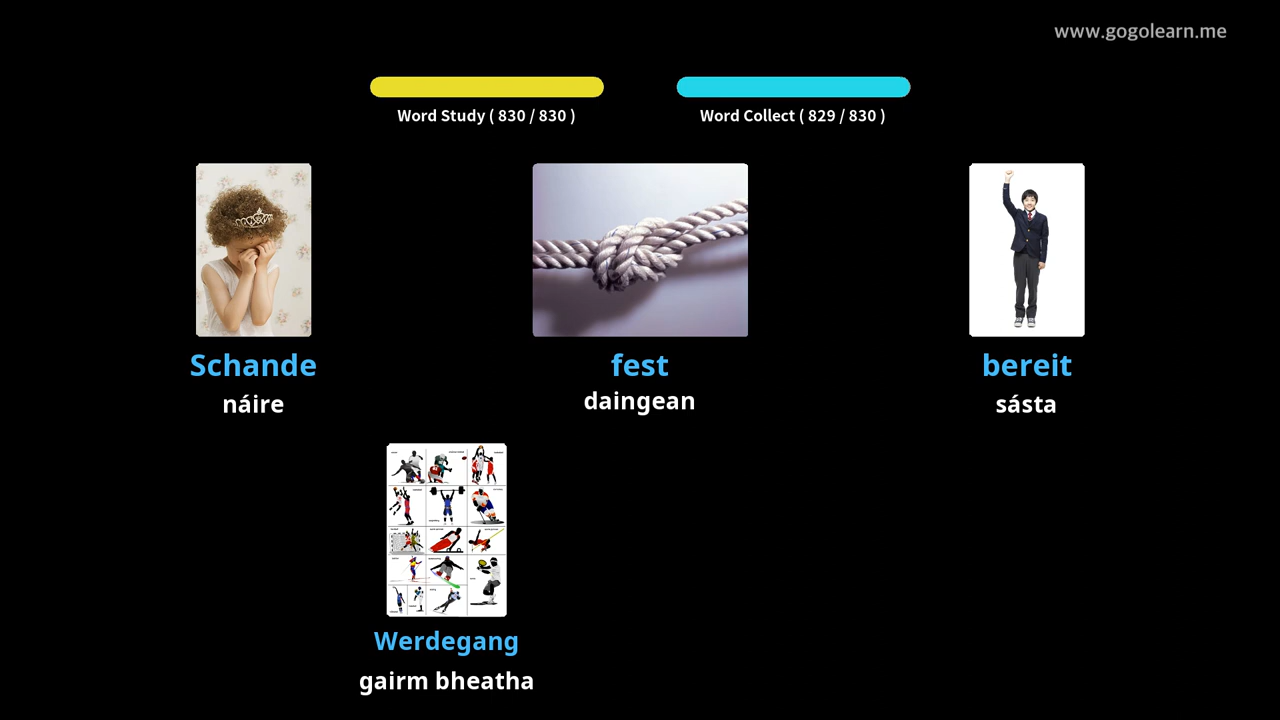 www.gogolearn.me
Word Study ( 830 / 830 )
Word Collect ( 829 / 830 )
Schande
fest
bereit
náire
daingean
sásta
Werdegang
gairm bheatha